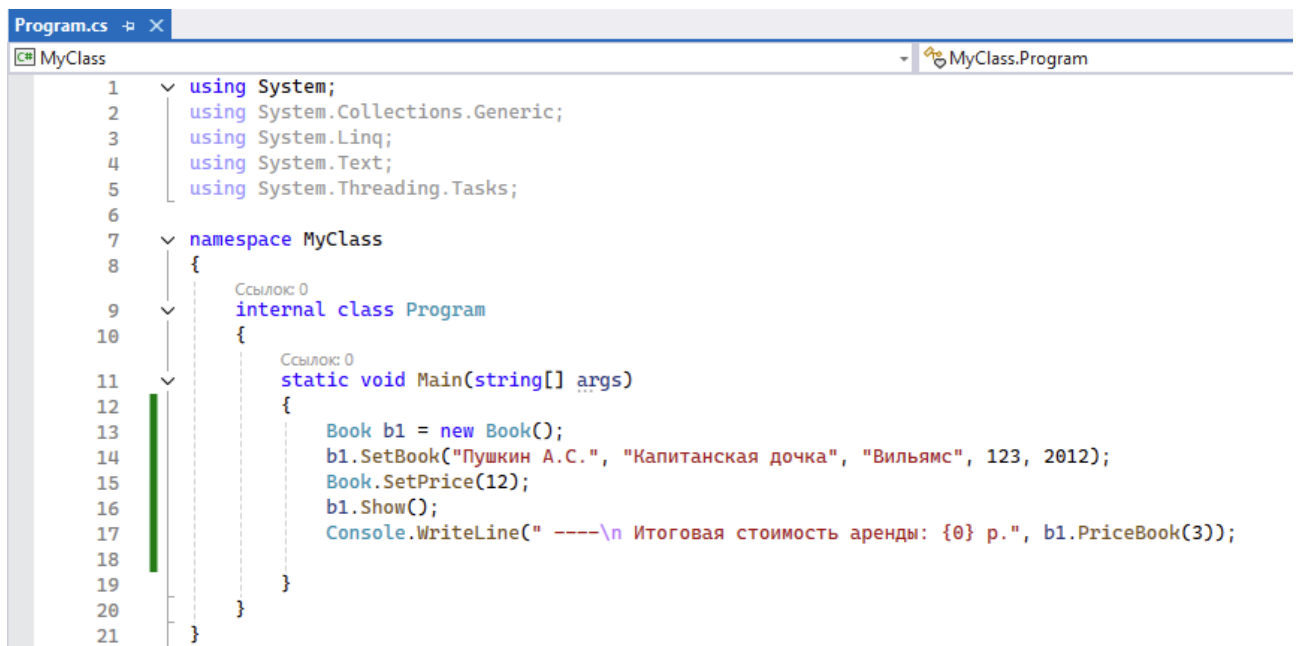 Program.cs
C# MyClass MyClass.Program
1 using System;
2 using System.Collections.Generic;
3 using System.Linq;
4 using System.Text;
5 using System.Threading.Tasks;
6
7 namespace MyClass
8 {
Ссылок: 0
9 internal class Program
10 {
Ссылок: 0
11 static void Main(string[] args)
12 {
13 Book b1 = new Book();
14 b1.SetBook("Пушкин А.С.", "Капитанская дочка", "Вильямс", 123, 2012);
15 Book.SetPrice(12);
16 b1.Show();
17 Console.WriteLine(" ----\n Итоговая стоимость аренды: {0} р.", b1.PriceBook(3));
18
19 }
20 }
21 }